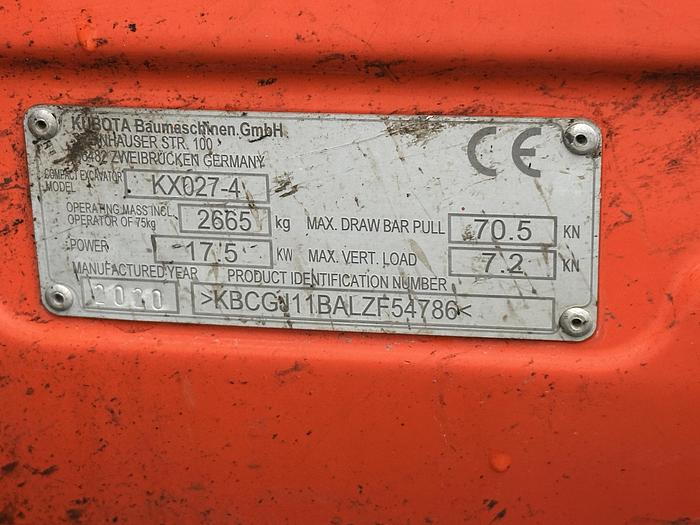 KUBOTA Baumaschinen GmbH
STR. 100
ZWEIBRÜCKEN GERMANY
CE
COMPACT EXCAVATOR
MODEL
KX027-4
OPERATING MASS INCL.
OPERATOR OF 75kg
2665 kg
MAX. DRAW BAR PULL 70.5 KN
POWER 17.5 KW
MAX. VERT. LOAD 7.2 KN
MANUFACTURED YEAR PRODUCT IDENTIFICATION NUMBER
2020 >KBCGJ11BALZF54786<